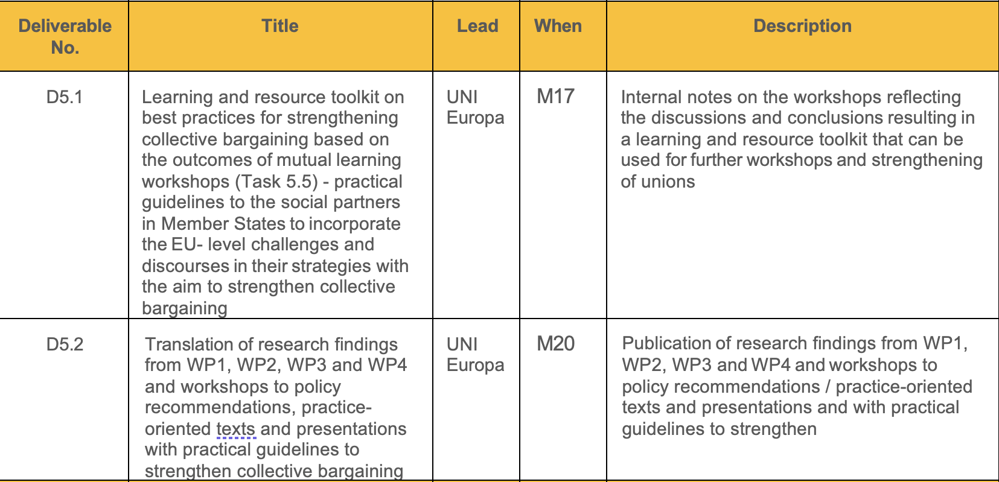 Deliverable No.
Title
Lead
When
Description
D5.1
Learning and resource toolkit on
best practices for strengthening
collective bargaining based on
the outcomes of mutual learning
workshops (Task 5.5) - practical
guidelines to the social partners
in Member States to incorporate
the EU- level challenges and
discourses in their strategies with
the aim to strengthen collective
bargaining
UNI
Europa
M17
Internal notes on the workshops reflecting
the discussions and conclusions resulting in
a learning and resource toolkit that can be
used for further workshops and strengthening
of unions
D5.2
Translation of research findings
from WP1, WP2, WP3 and WP4
and workshops to policy
recommendations, practice-
oriented texts and presentations
with practical guidelines to
strengthen collective bargaining
UNI
Europa
M20
Publication of research findings from WP1,
WP2, WP3 and WP4 and workshops to
policy recommendations / practice-oriented
texts and presentations and with practical
guidelines to strengthen